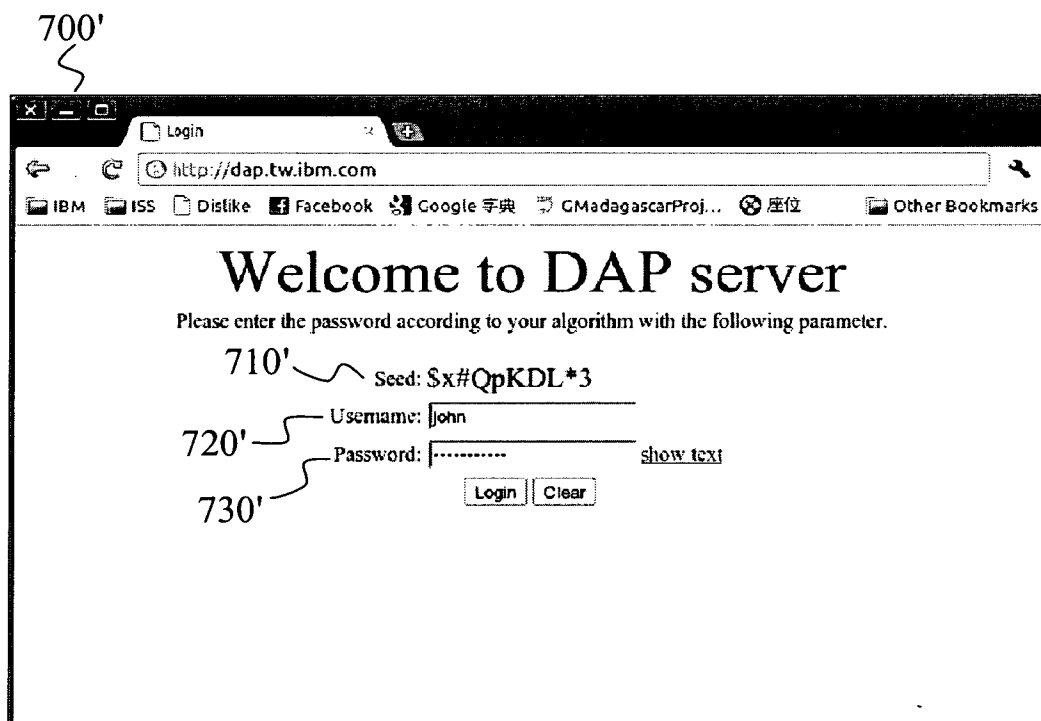 700'
Login
http://dap.tw.ibm.com
IBM ISS Dislike Facebook Google 字典 GMadagascarProj... 座位 Other Bookmarks
Welcome to DAP server
Please enter the password according to your algorithm with the following parameter.
710' Seed: $x#QpKDL*3
720' Username: john
730' Password: ··········· show text
Login Clear